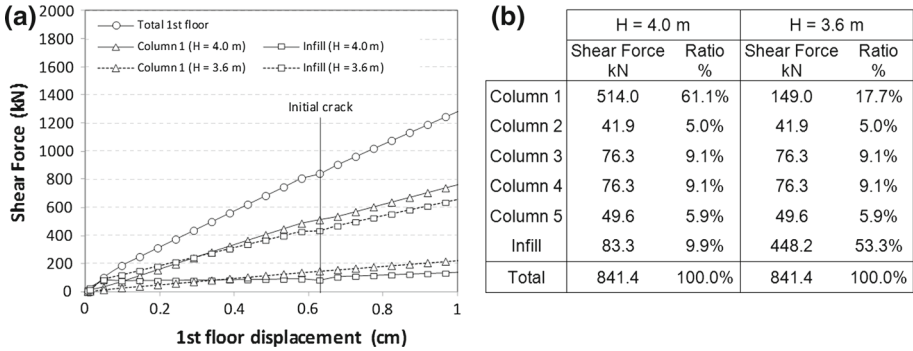 (a)
2000
1800
1600
1400
1200
1000
800
600
400
200
0
Shear Force (kN)
Total 1st floor
Column 1 (H = 4.0 m)
Infill (H = 4.0 m)
Column 1 (H = 3.6 m)
Infill (H = 3.6 m)
Initial crack
0 0.2 0.4 0.6 0.8 1
1st floor displacement (cm)
(b)
H = 4.0 m H = 3.6 m
Shear Force Ratio Shear Force Ratio
kN % kN %
Column 1 514.0 61.1% 149.0 17.7%
Column 2 41.9 5.0% 41.9 5.0%
Column 3 76.3 9.1% 76.3 9.1%
Column 4 76.3 9.1% 76.3 9.1%
Column 5 49.6 5.9% 49.6 5.9%
Infill 83.3 9.9% 448.2 53.3%
Total 841.4 100.0% 841.4 100.0%